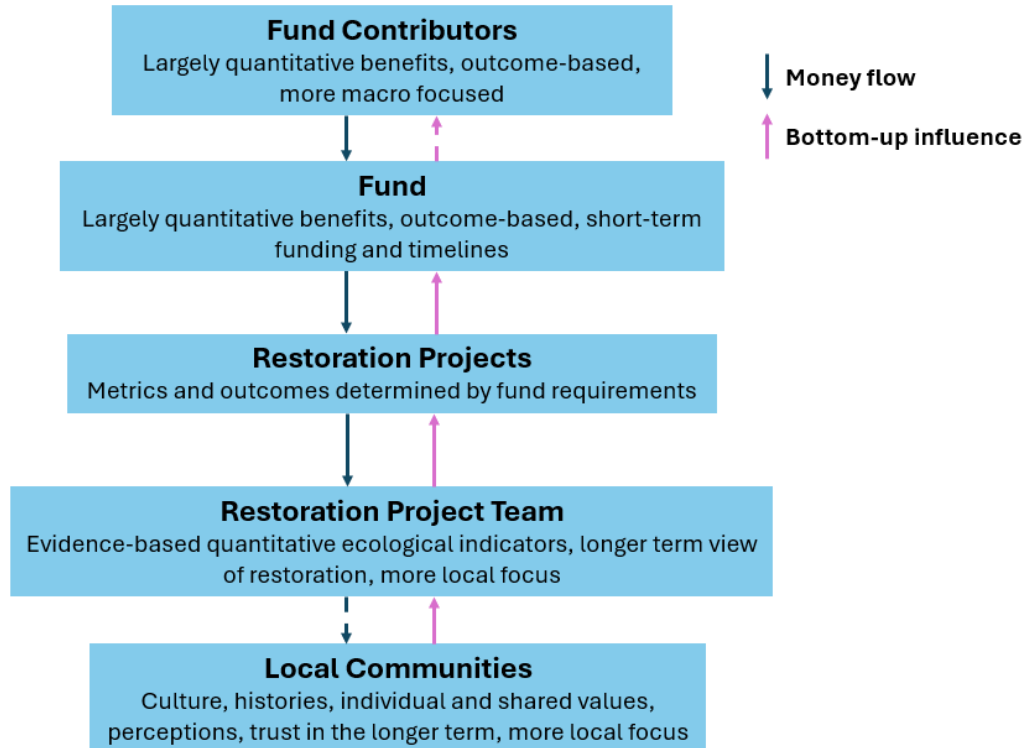 Fund Contributors
Largely quantitative benefits, outcome-based,
more macro focused
Money flow
Bottom-up influence
Fund
Largely quantitative benefits, outcome-based, short-term
funding and timelines
Restoration Projects
Metrics and outcomes determined by fund requirements
Restoration Project Team
Evidence-based quantitative ecological indicators, longer term view
of restoration, more local focus
Local Communities
Culture, histories, individual and shared values,
perceptions, trust in the longer term, more local focus